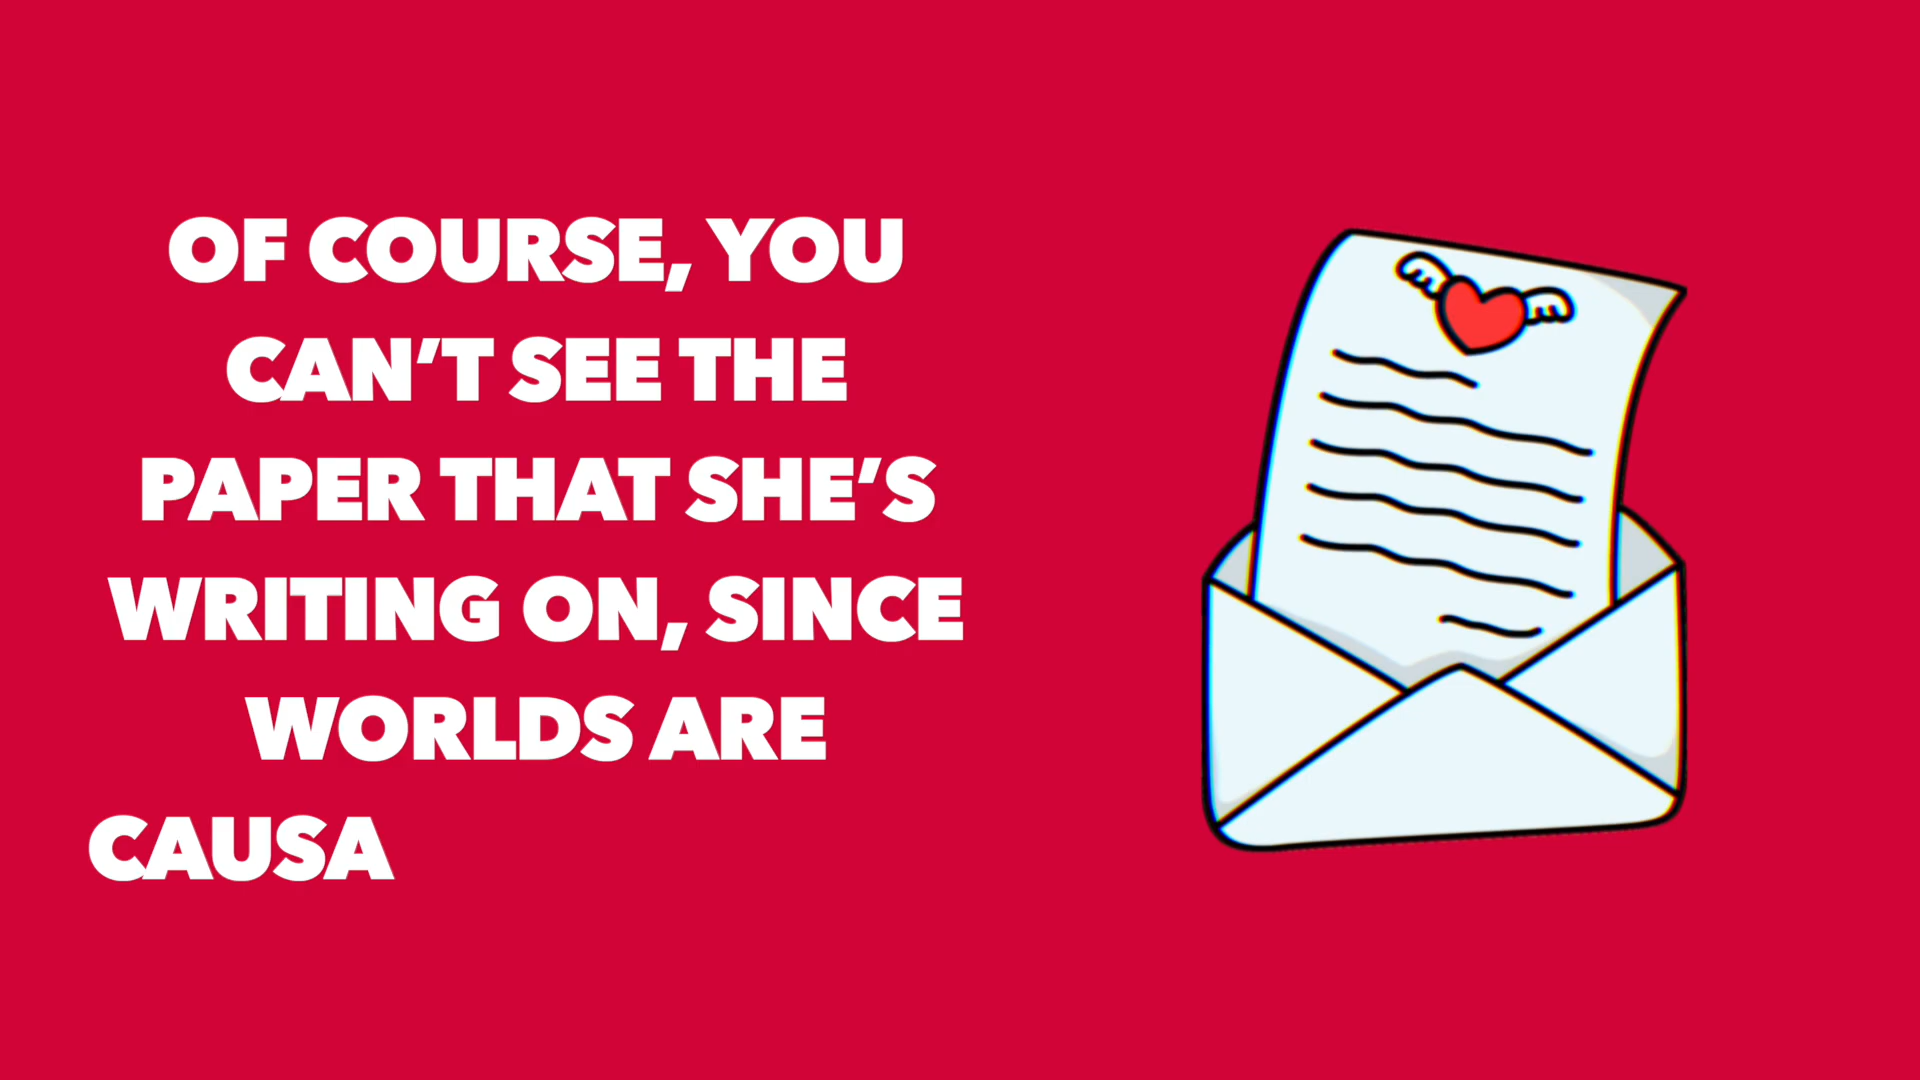 OF COURSE, YOU
CAN’T SEE THE
PAPER THAT SHE’S
WRITING ON, SINCE
WORLDS ARE
CAUSA